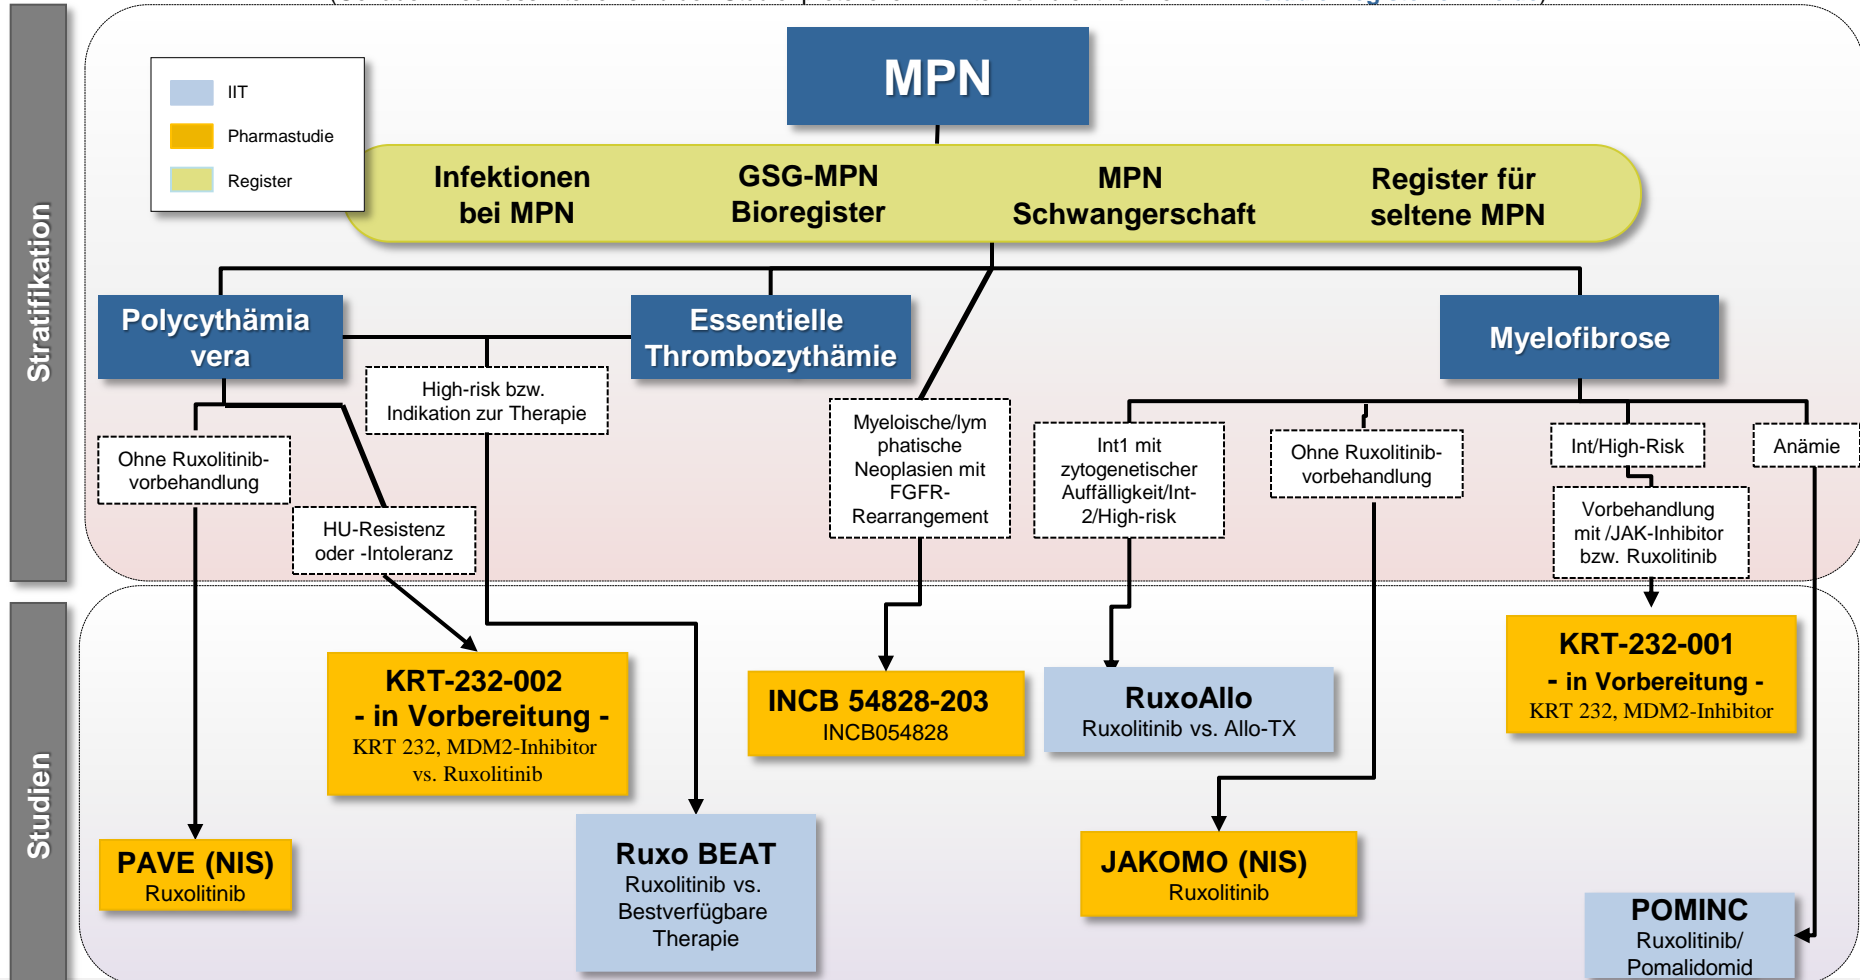 MPN
IIT
Pharmastudie
Register
Infektionen
bei MPN
GSG-MPN
Bioregister
MPN
Schwangerschaft
Register für
seltene MPN
Stratifikation
Polycythämia
vera
Essentielle
Thrombozythämie
Myelofibrose
High-risk bzw.
Indikation zur Therapie
Ohne Ruxolitinib-
vorbehandlung
HU-Resistenz
oder -Intoleranz
Myeloische/lym
phatische
Neoplasien mit
FGFR-
Rearrangement
Int1 mit
zytogenetischer
Auffälligkeit/Int-
2/High-risk
Ohne Ruxolitinib-
vorbehandlung
Int/High-Risk
Anämie
Vorbehandlung
mit /JAK-Inhibitor
bzw. Ruxolitinib
Studien
KRT-232-002
- in Vorbereitung -
KRT 232, MDM2-Inhibitor
vs. Ruxolitinib
INCB 54828-203
INCB054828
RuxoAllo
Ruxolitinib vs. Allo-TX
KRT-232-001
- in Vorbereitung -
KRT 232, MDM2-Inhibitor
PAVE (NIS)
Ruxolitinib
Ruxo BEAT
Ruxolitinib vs.
Bestverfügbare
Therapie
JAKOMO (NIS)
Ruxolitinib
POMINC
Ruxolitinib/
Pomalidomid